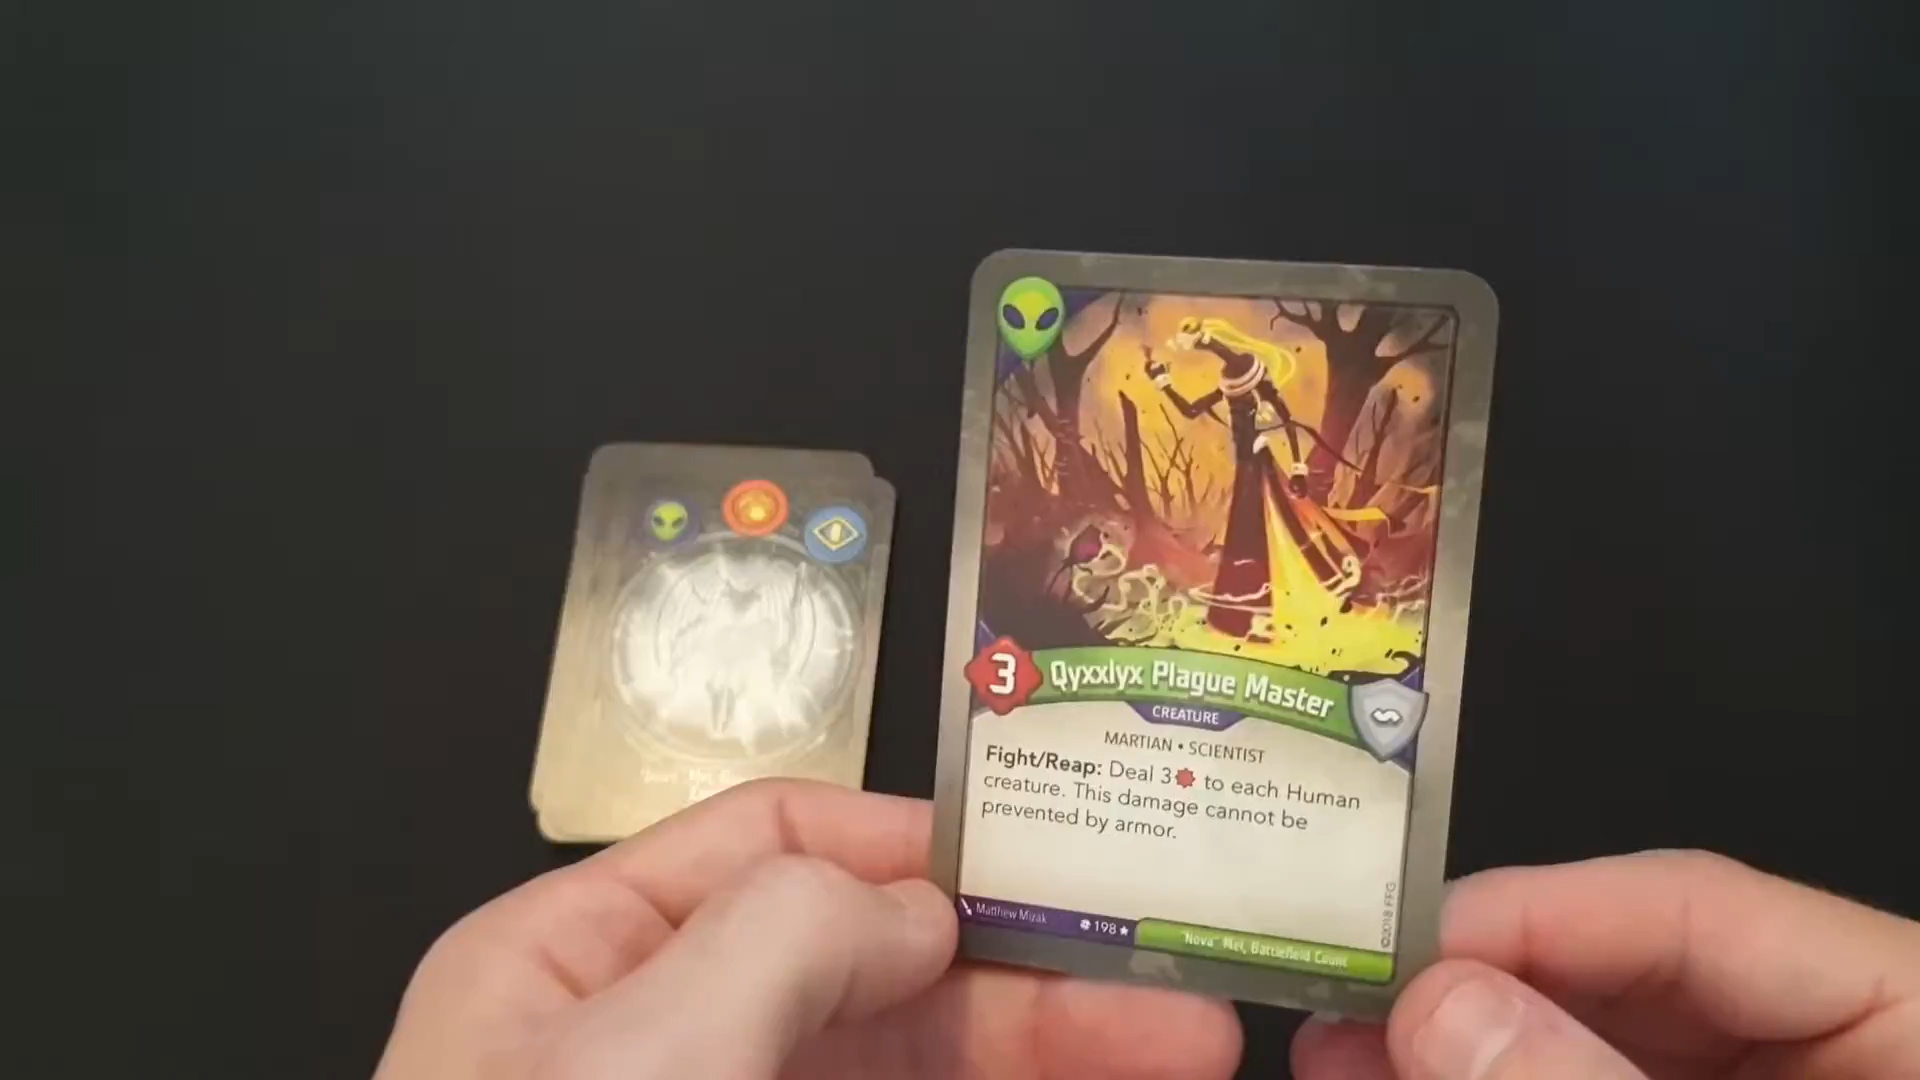 3
Qyxxlyx Plague Master
CREATURE
MARTIAN • SCIENTIST
Fight/Reap: Deal 3 to each Human
creature. This damage cannot be
prevented by armor.
Matthew Mizak
198
"Nova" Mel, Battlefield Count
©2018 FFG